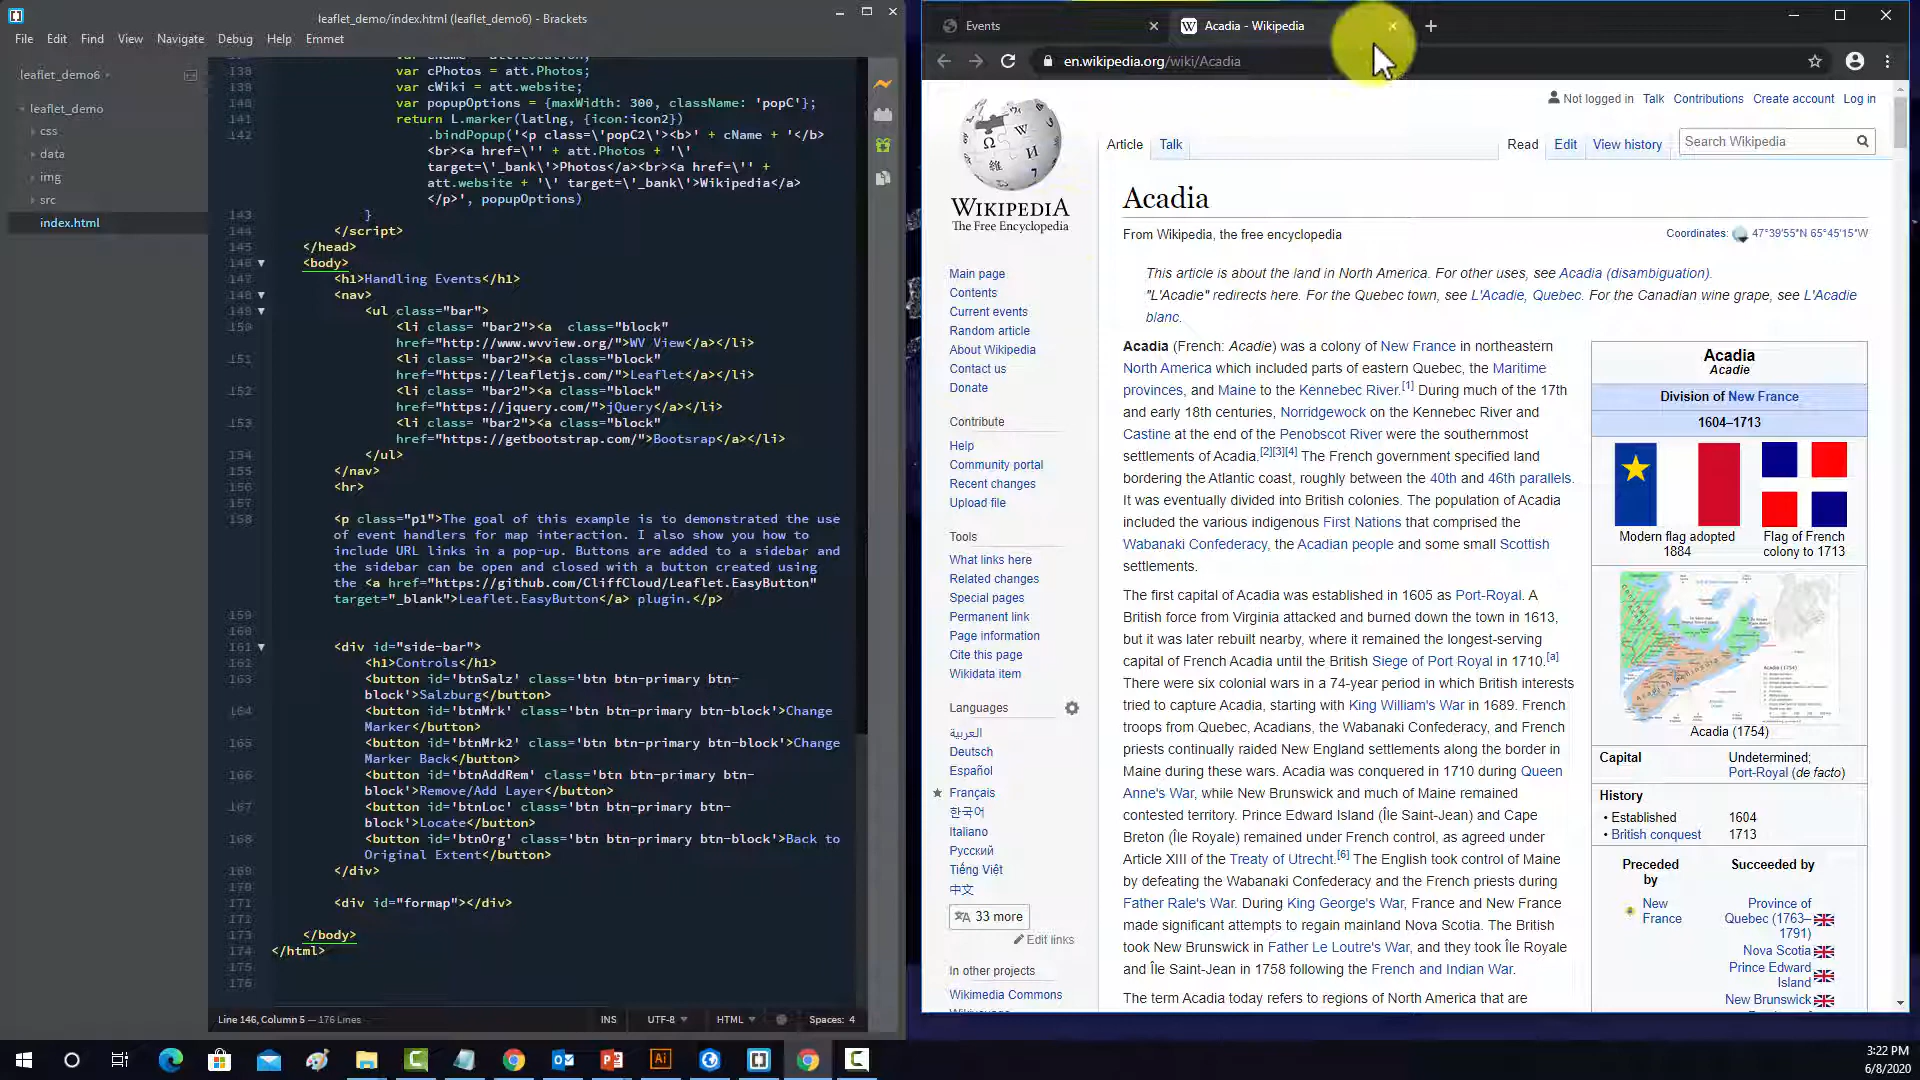 leaflet_demo/index.html (leaflet_demo6) - Brackets
File Edit Find View Navigate Debug Help Emmet
leaflet_demo6
leaflet_demo
css
data
img
src
index.html
138 var cPhotos = att.Photos;
139 var cWiki = att.website;
140 var popupOptions = {maxWidth: 300, className: 'popC'};
141 return L.marker(latlng, {icon:icon2})
142 .bindPopup('<p class=\'popC2\'><b>' + cName + '</b>
<br><a href=\'' + att.Photos + '\'
target=\'_bank\'>Photos</a><br><a href=\'' +
att.website + '\' target=\'_bank\'>Wikipedia</a>
</p>', popupOptions)
143 }
144 </script>
145 </head>
146 <body>
147 <h1>Handling Events</h1>
148 <nav>
149 <ul class="bar">
150 <li class= "bar2"><a  class="block"
href="http://www.wvview.org/">WV View</a></li>
151 <li class= "bar2"><a class="block"
href="https://leafletjs.com/">Leaflet</a></li>
152 <li class= "bar2"><a class="block"
href="https://jquery.com/">jQuery</a></li>
153 <li class= "bar2"><a class="block"
href="https://getbootstrap.com/">Bootsrap</a></li>
154 </ul>
155 </nav>
156 <hr>
157
158 <p class="p1">The goal of this example is to demonstrated the use
of event handlers for map interaction. I also show you how to
include URL links in a pop-up. Buttons are added to a sidebar and
the sidebar can be open and closed with a button created using
the <a href="https://github.com/CliffCloud/Leaflet.EasyButton"
target="_blank">Leaflet.EasyButton</a> plugin.</p>
159
160
161 <div id="side-bar">
162 <h1>Controls</h1>
163 <button id='btnSalz' class='btn btn-primary btn-
block'>Salzburg</button>
164 <button id='btnMrk' class='btn btn-primary btn-block'>Change
Marker</button>
165 <button id='btnMrk2' class='btn btn-primary btn-block'>Change
Marker Back</button>
166 <button id='btnAddRem' class='btn btn-primary btn-
block'>Remove/Add Layer</button>
167 <button id='btnLoc' class='btn btn-primary btn-
block'>Locate</button>
168 <button id='btnOrg' class='btn btn-primary btn-block'>Back to
Original Extent</button>
169 </div>
170
171 <div id="formap"></div>
172
173 </body>
174 </html>
175
176
Line 146, Column 5 — 176 Lines
INS UTF-8 HTML Spaces: 4
Events
Acadia - Wikipedia
en.wikipedia.org/wiki/Acadia
WIKIPEDIA
The Free Encyclopedia
Main page
Contents
Current events
Random article
About Wikipedia
Contact us
Donate
Contribute
Help
Community portal
Recent changes
Upload file
Tools
What links here
Related changes
Special pages
Permanent link
Page information
Cite this page
Wikidata item
Languages
العربية
Deutsch
Español
Français
한국어
Italiano
Русский
Tiếng Việt
中文
33 more
Edit links
In other projects
Wikimedia Commons
Not logged in Talk Contributions Create account Log in
Article Talk
Read Edit View history
Search Wikipedia
Acadia
From Wikipedia, the free encyclopedia
Coordinates: 47°39′55″N 65°45′15″W
This article is about the land in North America. For other uses, see Acadia (disambiguation).
"L'Acadie" redirects here. For the Quebec town, see L'Acadie, Quebec. For the Canadian wine grape, see L'Acadie
blanc.
Acadia (French: Acadie) was a colony of New France in northeastern
North America which included parts of eastern Quebec, the Maritime
provinces, and Maine to the Kennebec River.[1] During much of the 17th
and early 18th centuries, Norridgewock on the Kennebec River and
Castine at the end of the Penobscot River were the southernmost
settlements of Acadia.[2][3][4] The French government specified land
bordering the Atlantic coast, roughly between the 40th and 46th parallels.
It was eventually divided into British colonies. The population of Acadia
included the various indigenous First Nations that comprised the
Wabanaki Confederacy, the Acadian people and some small Scottish
settlements.
The first capital of Acadia was established in 1605 as Port-Royal. A
British force from Virginia attacked and burned down the town in 1613,
but it was later rebuilt nearby, where it remained the longest-serving
capital of French Acadia until the British Siege of Port Royal in 1710.[a]
There were six colonial wars in a 74-year period in which British interests
tried to capture Acadia, starting with King William's War in 1689. French
troops from Quebec, Acadians, the Wabanaki Confederacy, and French
priests continually raided New England settlements along the border in
Maine during these wars. Acadia was conquered in 1710 during Queen
Anne's War, while New Brunswick and much of Maine remained
contested territory. Prince Edward Island (Île Saint-Jean) and Cape
Breton (Île Royale) remained under French control, as agreed under
Article XIII of the Treaty of Utrecht.[6] The English took control of Maine
by defeating the Wabanaki Confederacy and the French priests during
Father Rale's War. During King George's War, France and New France
made significant attempts to regain mainland Nova Scotia. The British
took New Brunswick in Father Le Loutre's War, and they took Île Royale
and Île Saint-Jean in 1758 following the French and Indian War.
The term Acadia today refers to regions of North America that are
Acadia
Acadie
Division of New France
1604–1713
Modern flag adopted
1884
Flag of French
colony to 1713
Acadia (1754)
Capital Undetermined;
Port-Royal (de facto)
History
• Established 1604
• British conquest 1713
Preceded
by
Succeeded by
New
France
Province of
Quebec (1763–
1791)
Nova Scotia
Prince Edward
Island
New Brunswick
3:22 PM
6/8/2020